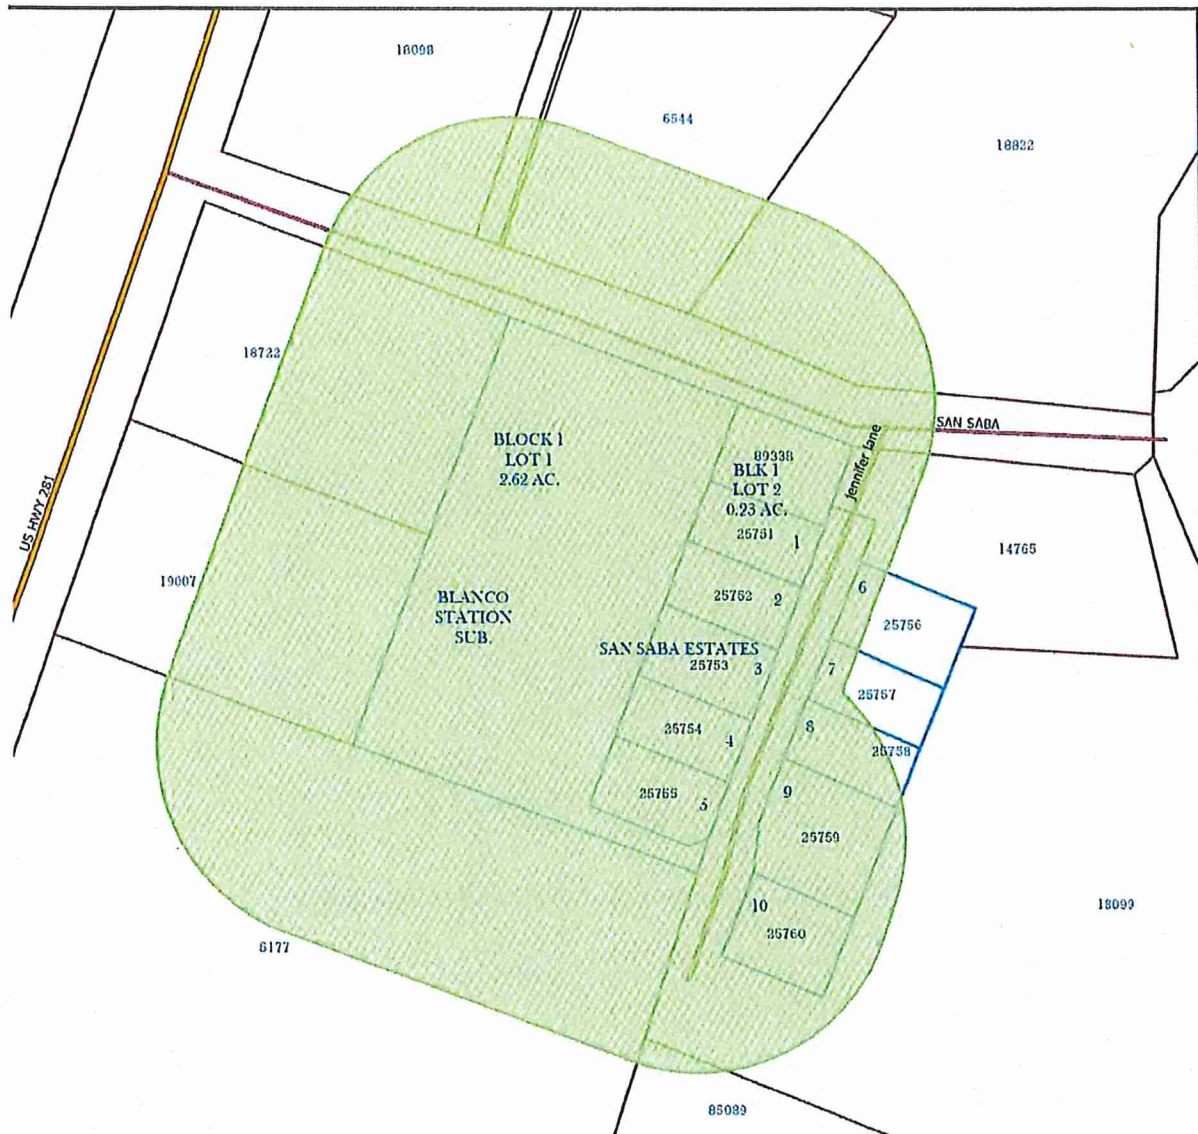 18098
6544
18822
18722
SAN SABA
Jennifer lane
BLOCK 1
LOT 1
2.62 AC.
89338
BLK 1
LOT 2
0.23 AC.
25751
1
US HWY 281
19007
14765
6
25762
2
25756
BLANCO
STATION
SUB.
SAN SABA ESTATES
25753
3
7
25757
25754
4
8
25758
25755
5
9
25759
10
25760
18099
6177
85089